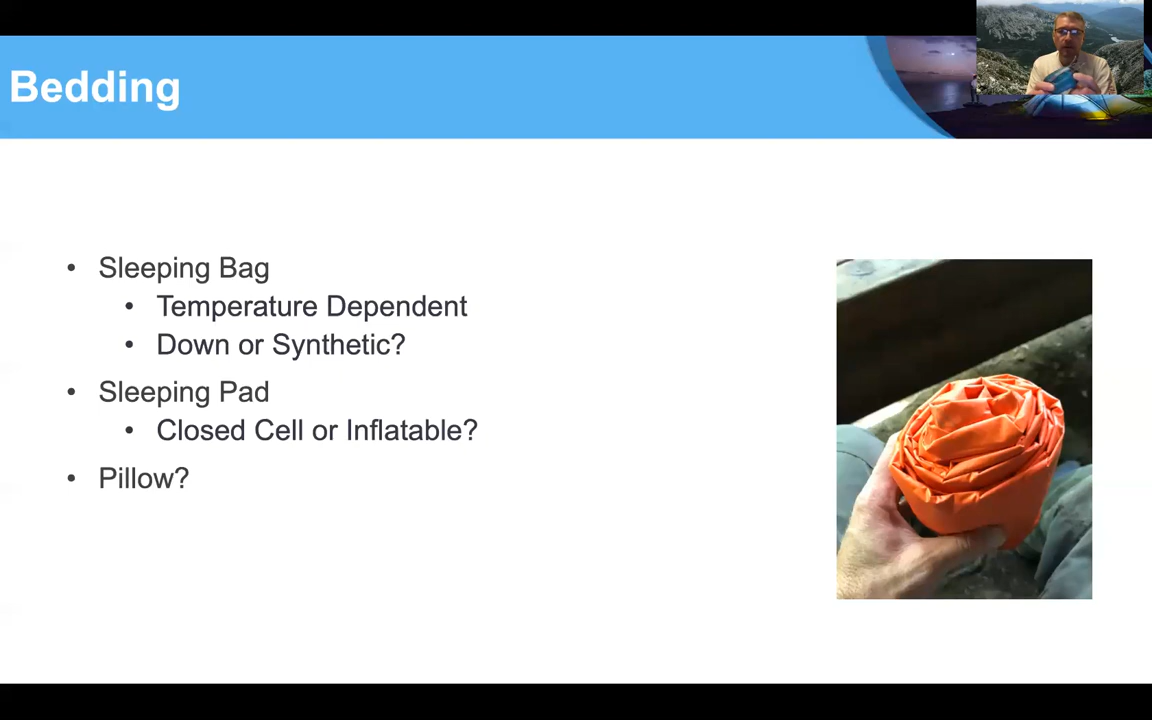 Bedding
• Sleeping Bag
• Temperature Dependent
• Down or Synthetic?
• Sleeping Pad
• Closed Cell or Inflatable?
• Pillow?